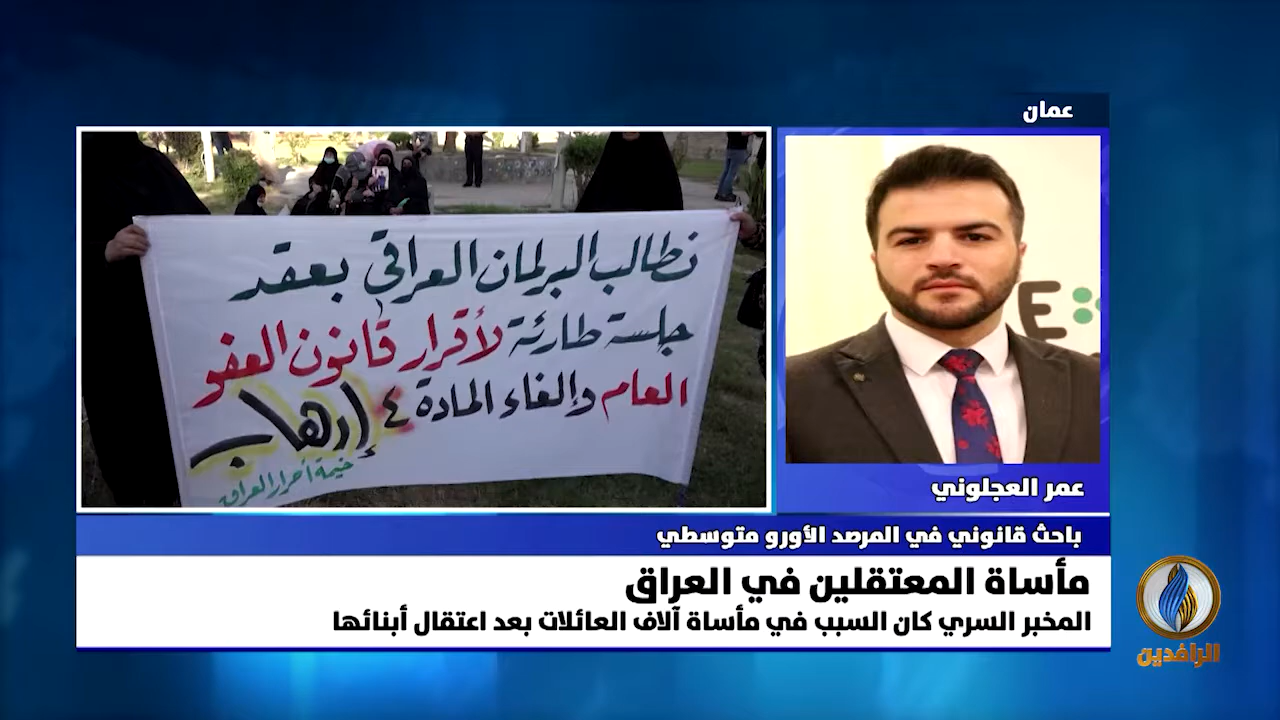 عمان
نطالب البرلمان العراقي بعقد
جلسة طارئة لأقرار قانون العفو
العام وإلغاء المادة ٤ إرهاب
خيمة أحرار العراق
E
عمر العجلوني
باحث قانوني في المرصد الأورو متوسطي
مأساة المعتقلين في العراق
المخبر السري كان السبب في مأساة آلاف العائلات بعد اعتقال أبنائها
الرافدين